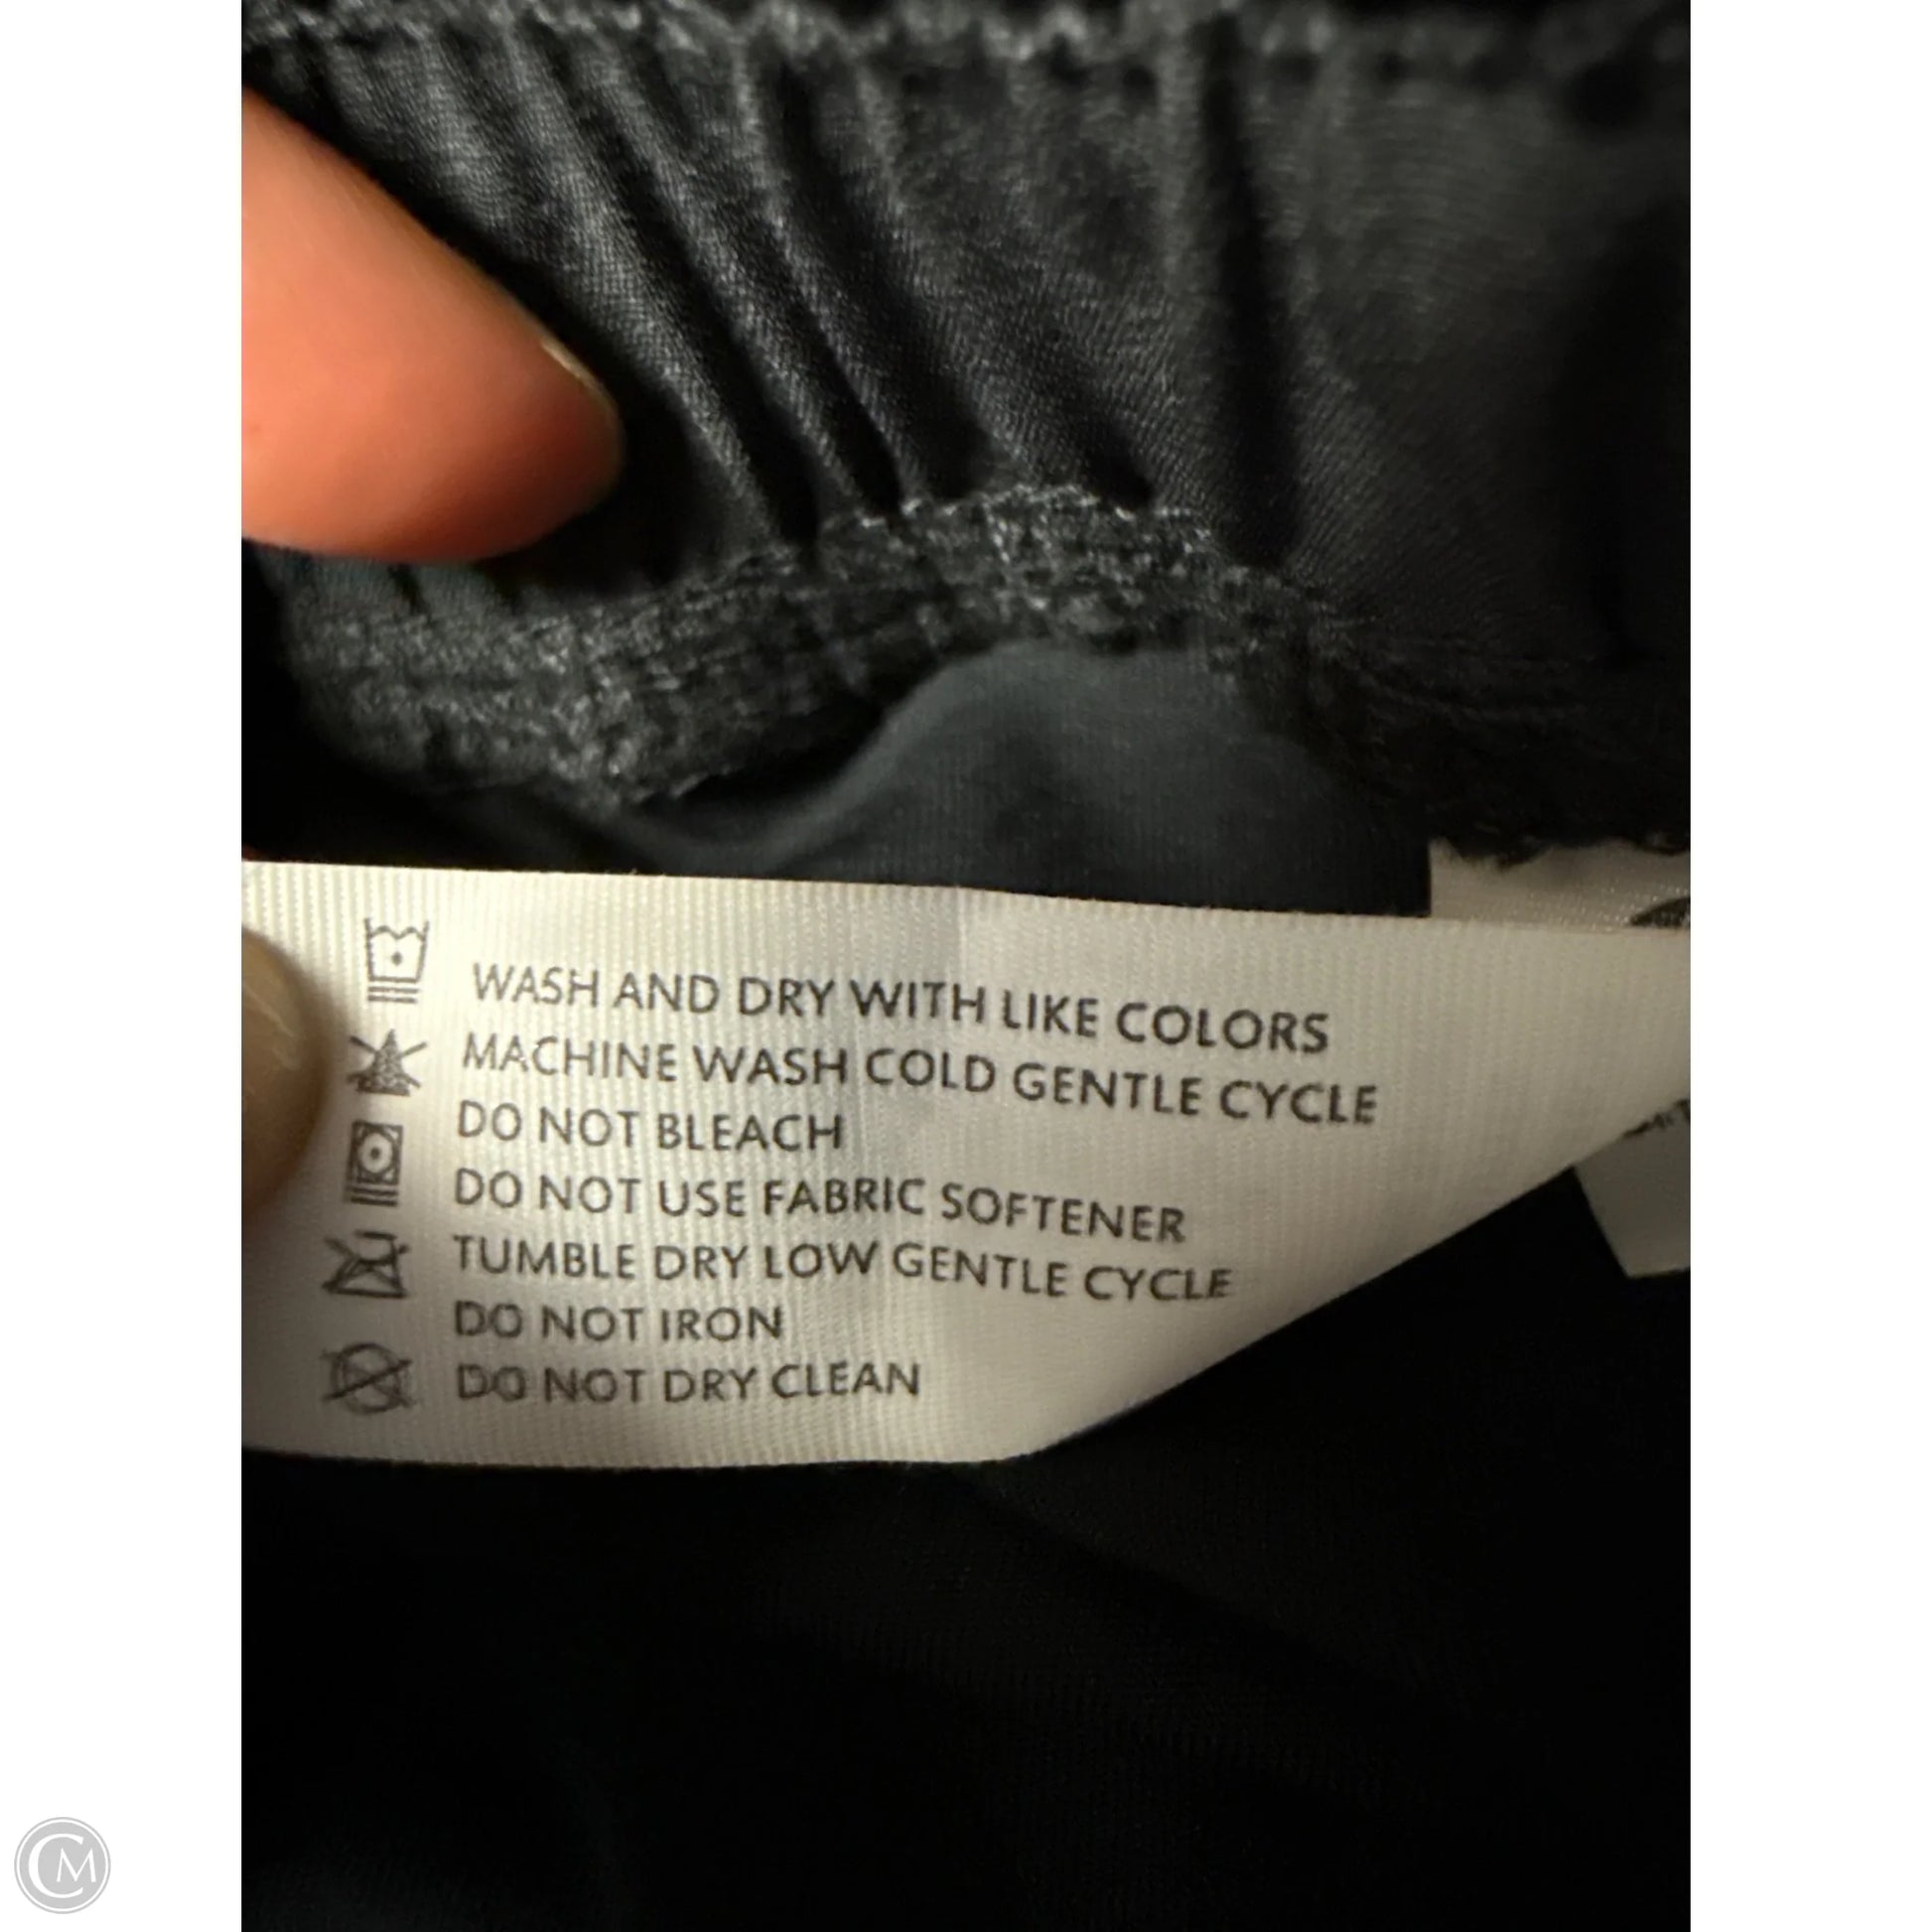 WASH AND DRY WITH LIKE COLORS
MACHINE WASH COLD GENTLE CYCLE
DO NOT BLEACH
DO NOT USE FABRIC SOFTENER
TUMBLE DRY LOW GENTLE CYCLE
DO NOT IRON
DO NOT DRY CLEAN
CM